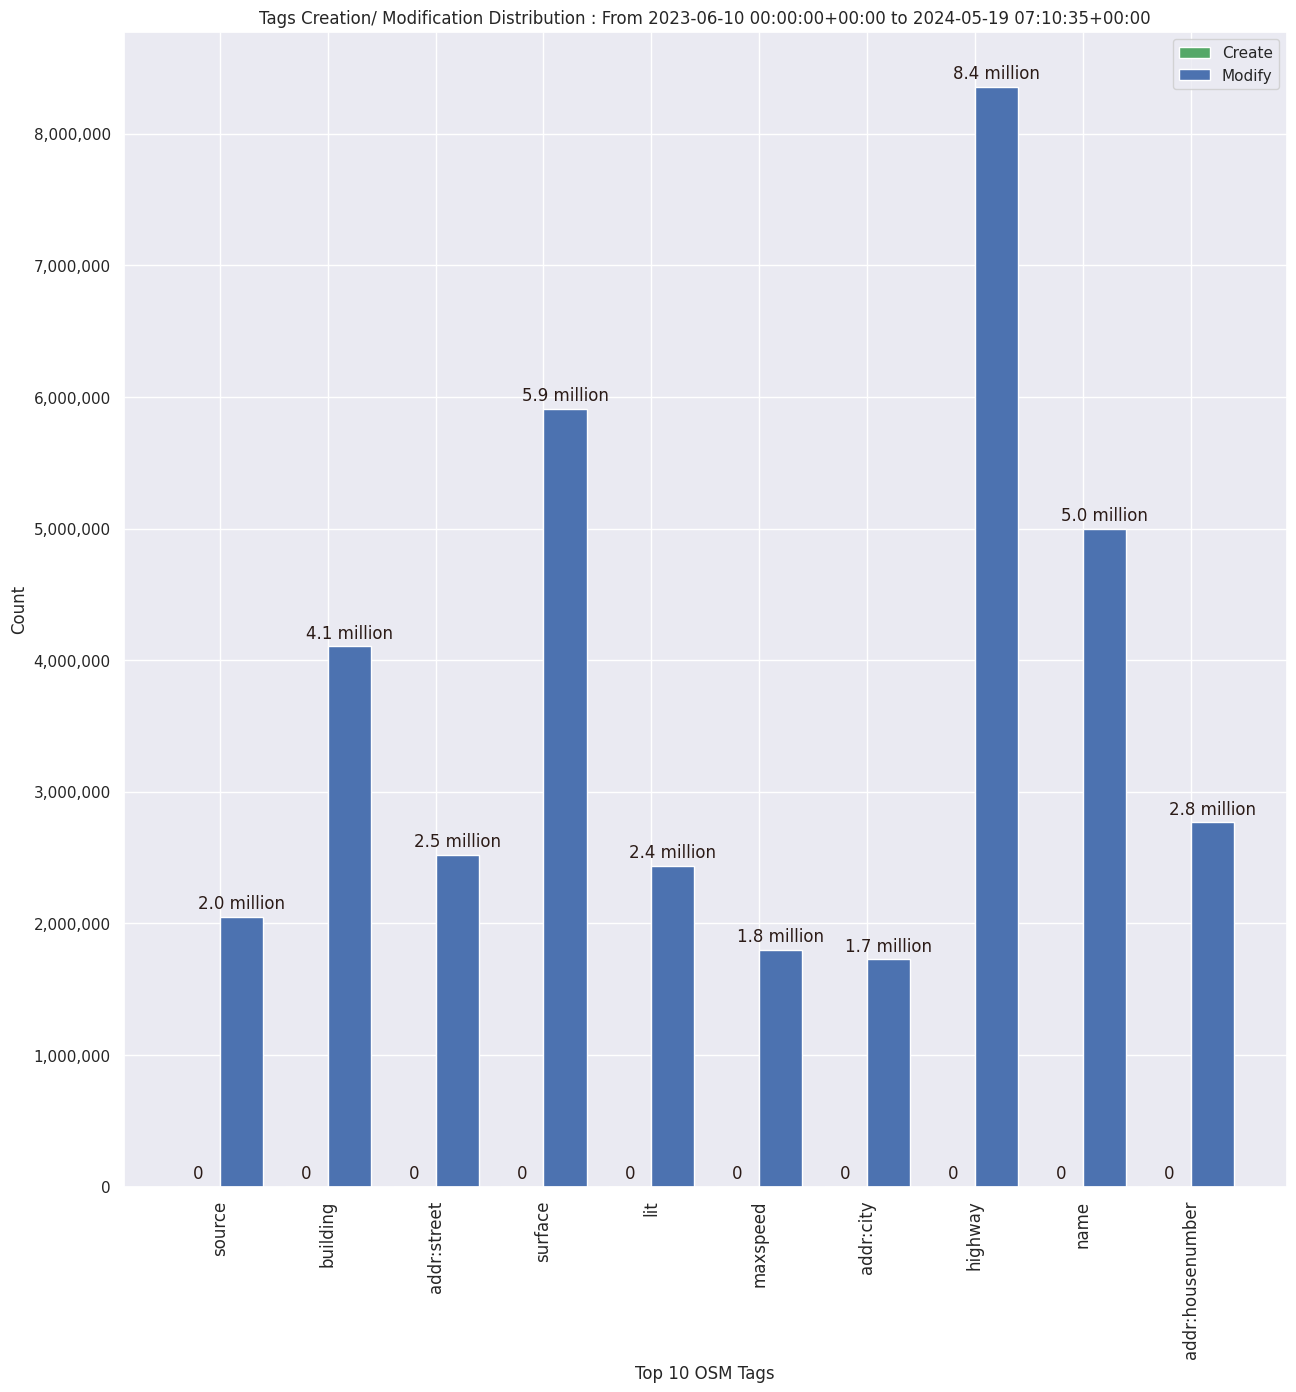 Tags Creation/ Modification Distribution : From 2023-06-10 00:00:00+00:00 to 2024-05-19 07:10:35+00:00
Create
Modify
8.4 million
8,000,000
7,000,000
6,000,000
5.9 million
5,000,000
5.0 million
Count
4.1 million
4,000,000
3,000,000
2.8 million
2.5 million
2.4 million
2,000,000
2.0 million
1.8 million
1.7 million
1,000,000
0
0 0 0 0 0 0 0 0 0 0
source
building
addr:street
surface
lit
maxspeed
addr:city
highway
name
addr:housenumber
Top 10 OSM Tags